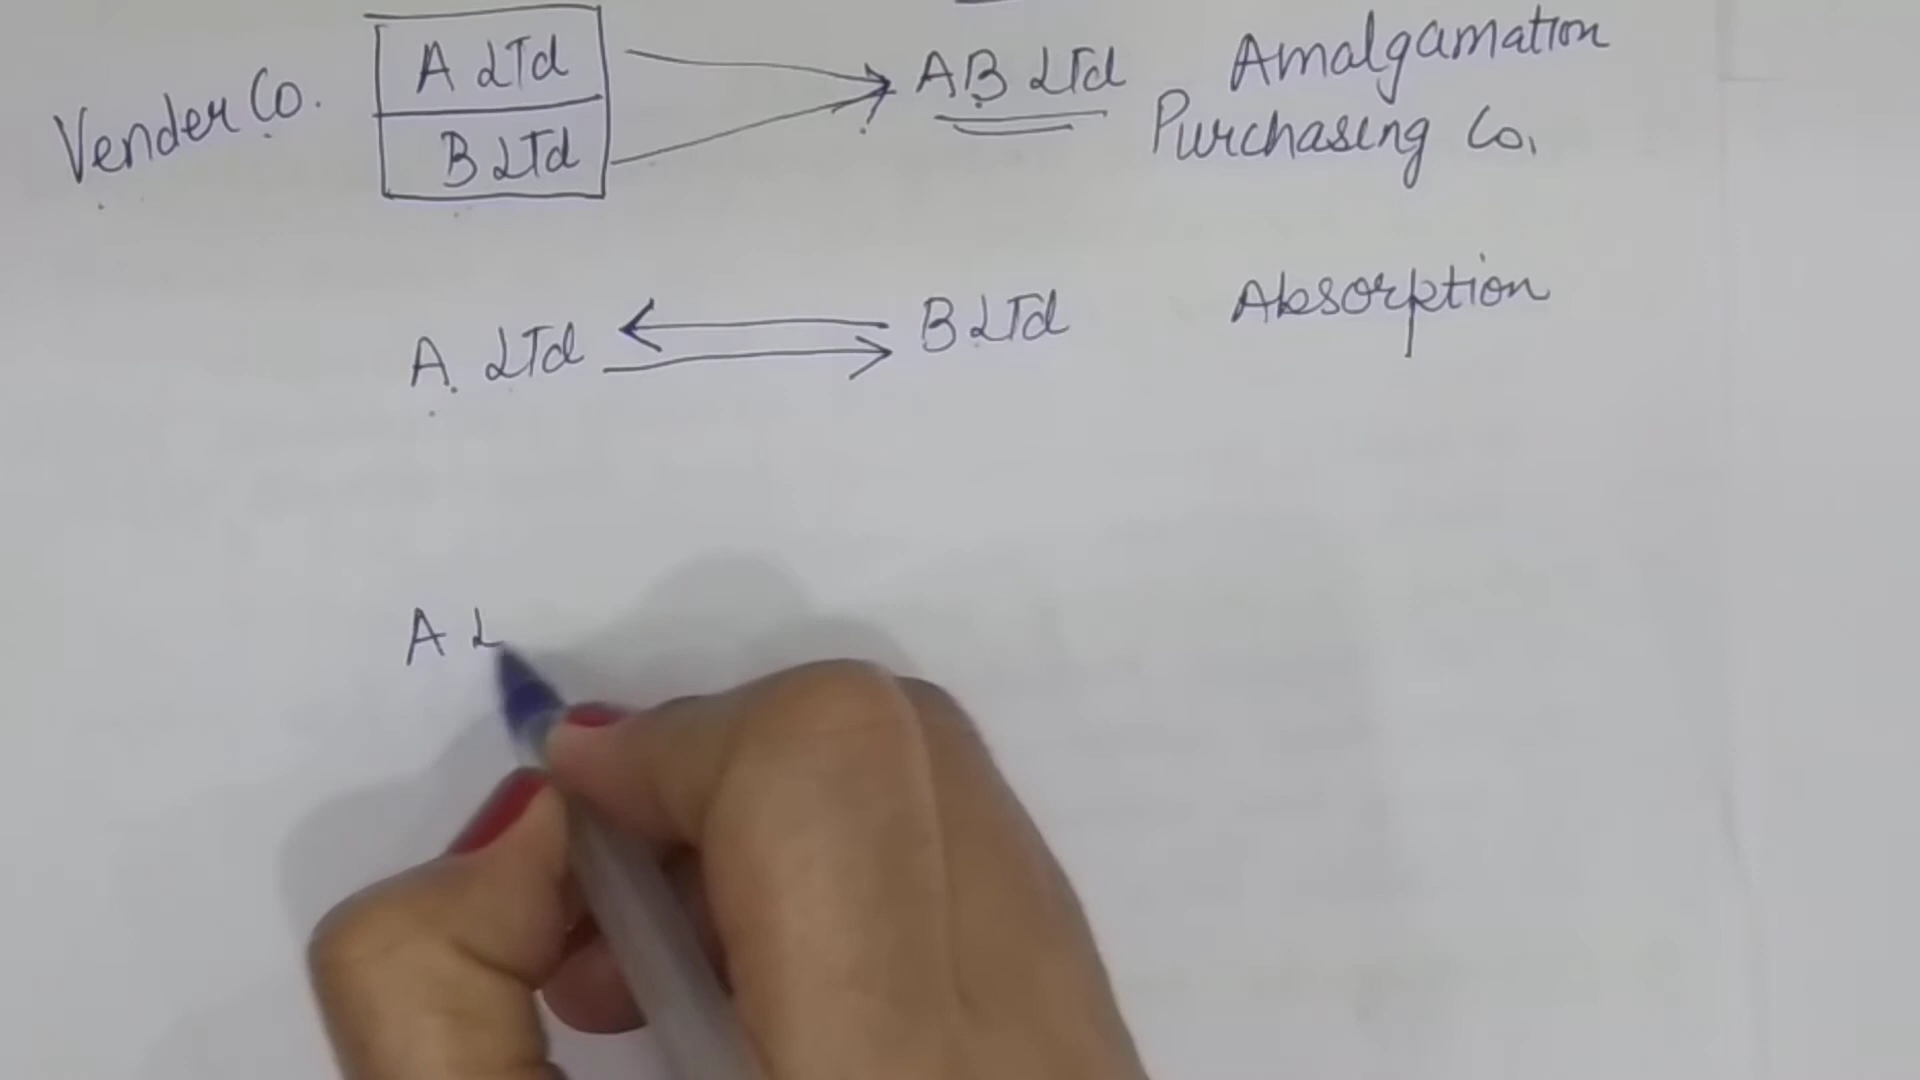 Vender Co. A LTd AB LTd Amalgamation
B LTd Purchasing Co.
A LTd B LTd Absorption
A L